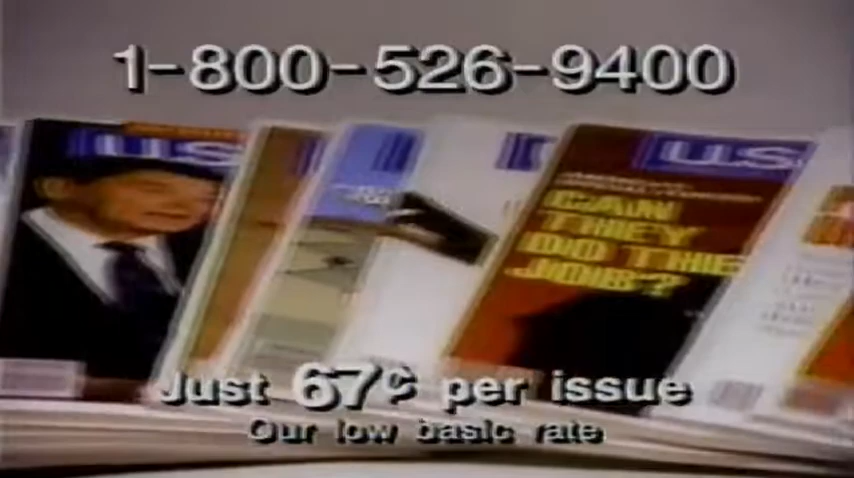 1-800-526-9400
U.S.
U.S.
CAN
THEY
DO THE
JOB?
Just 67¢ per issue
Our low basic rate